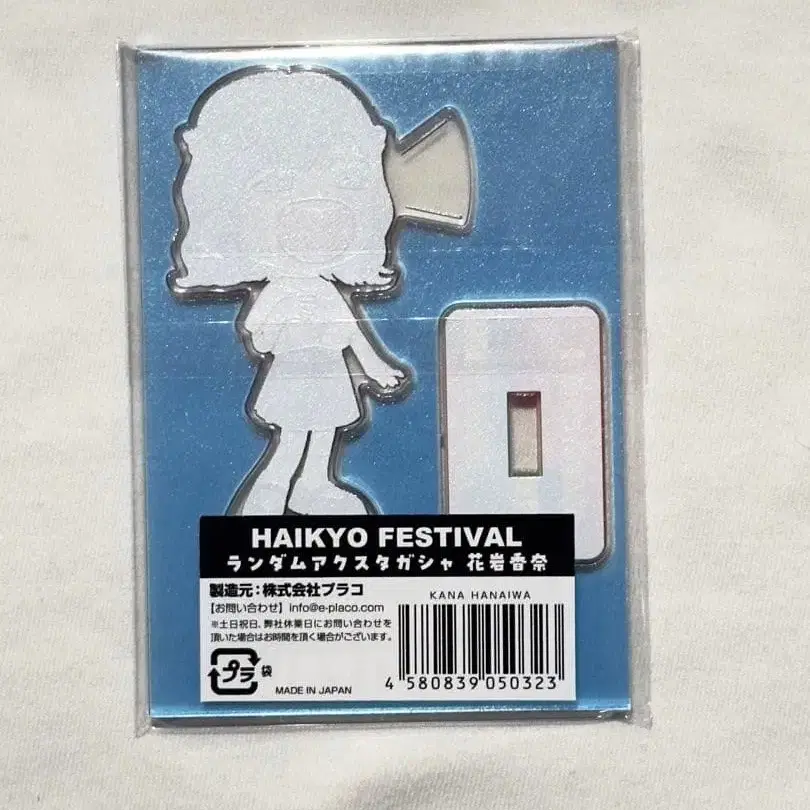 HAIKYO FESTIVAL
ランダムアクスタガシャ 花岩香奈
製造元：株式会社プラコ
【お問い合わせ】info@e-placo.com
※土日祝日、弊社休業日にお問い合わせを
頂いた場合はお時間を頂く場合がございます。
プラ 袋
MADE IN JAPAN
KANA HANAIWA
4 580839 050323